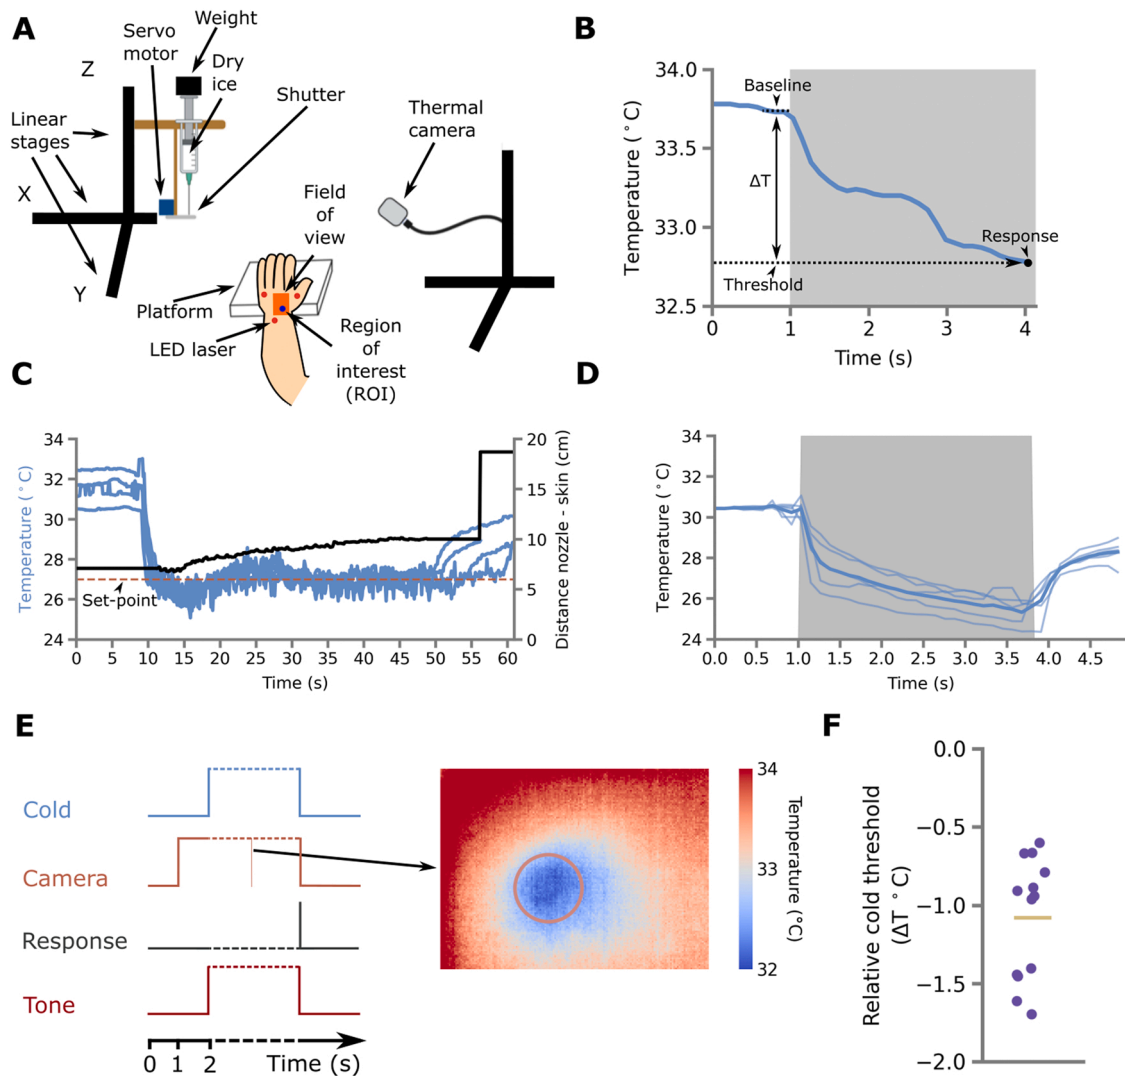 A
Weight
Servo
motor
Z
Dry
ice
Shutter
Linear
stages
X
Y
Thermal
camera
Field
of
view
Platform
LED laser
Region
of
interest
(ROI)
B
34.0
33.5
33.0
32.5
Temperature (°C)
Baseline
ΔT
Response
Threshold
0
1
2
3
4
Time (s)
C
34
32
30
28
26
24
Temperature (°C)
Set-point
20
15
10
5
0
Distance nozzle - skin (cm)
0 5 10 15 20 25 30 35 40 45 50 55 60
Time (s)
D
34
32
30
28
26
24
Temperature (°C)
0.0 0.5 1.0 1.5 2.0 2.5 3.0 3.5 4.0 4.5
Time (s)
E
Cold
Camera
Response
Tone
0 1 2 Time (s)
34
33
32
Temperature (°C)
F
0.0
−0.5
−1.0
−1.5
−2.0
Relative cold threshold
(ΔT °C)